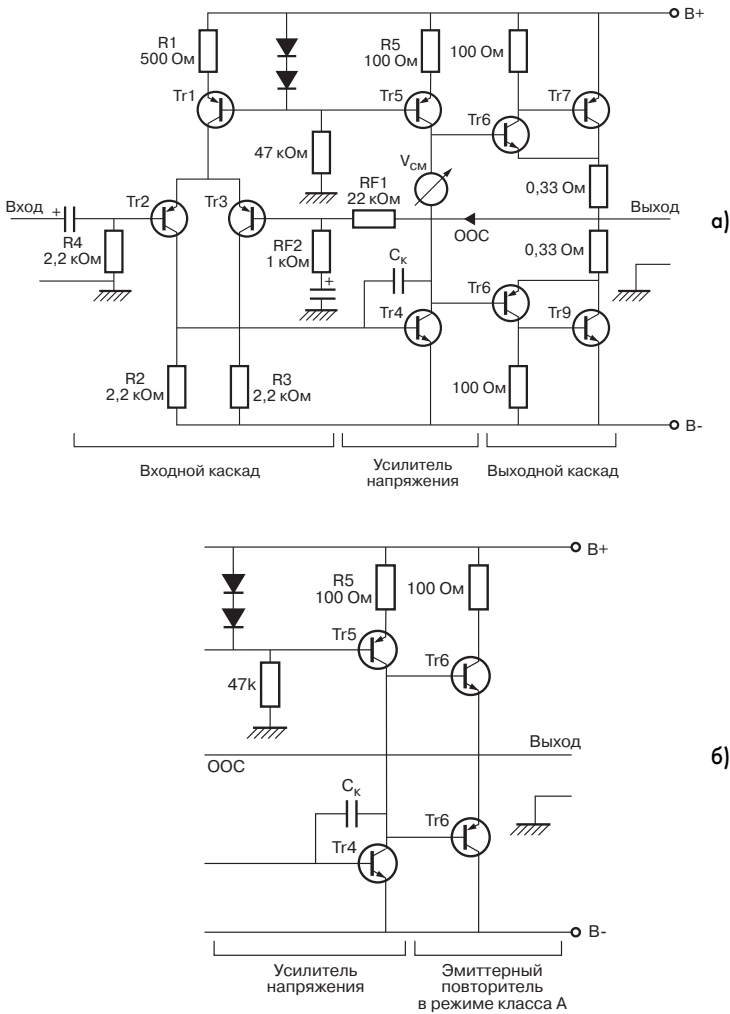 B+
R1
500 Ом
R5
100 Ом
100 Ом
Tr1
Tr5
Tr7
Tr6
47 кОм
Vсм
0,33 Ом
RF1
22 кОм
Вход
+
Tr2
Tr3
Выход
а)
ООС
R4
2,2 кОм
RF2
1 кОм
+
Cк
0,33 Ом
Tr6
Tr4
Tr9
R2
2,2 кОм
R3
2,2 кОм
100 Ом
B-
Входной каскад
Усилитель
напряжения
Выходной каскад
B+
R5
100 Ом
100 Ом
Tr5
Tr6
47k
Выход
ООС
б)
Cк
Tr6
Tr4
B-
Усилитель
напряжения
Эмиттерный
повторитель
в режиме класса А